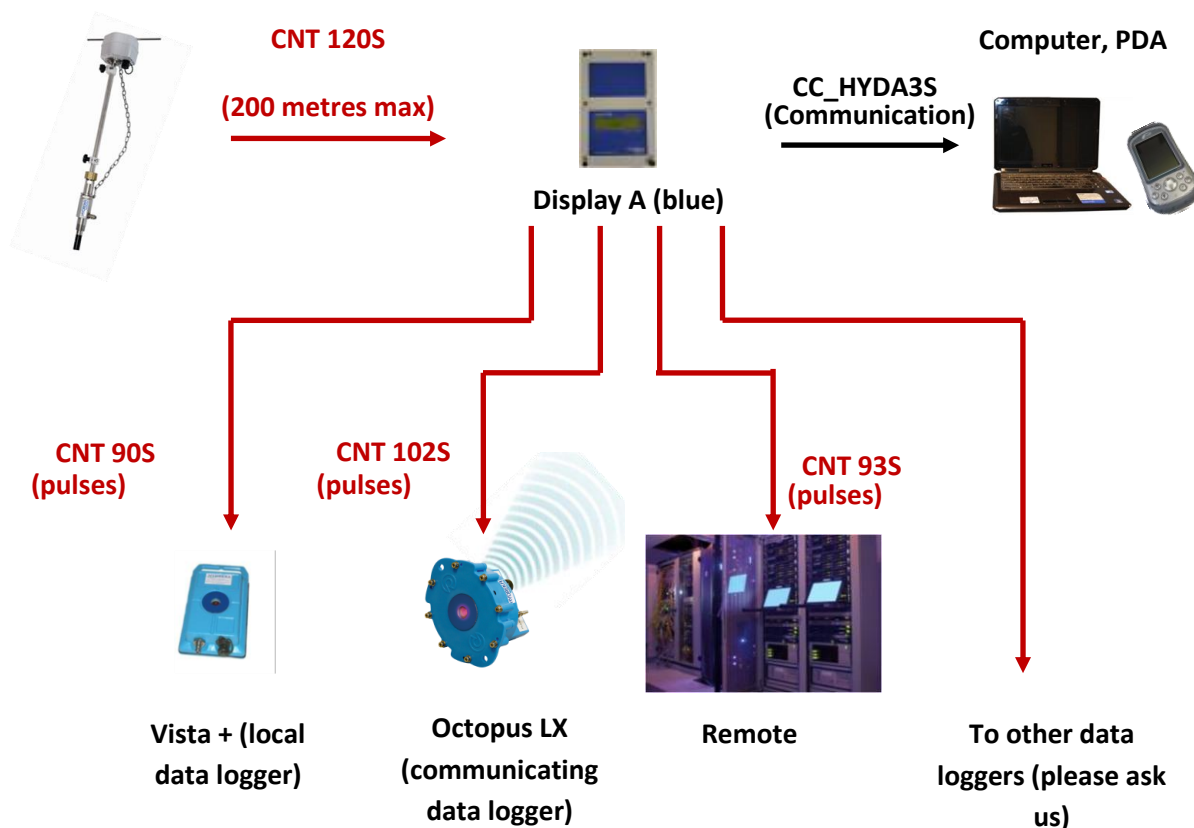 CNT 120S
(200 metres max)
Computer, PDA
CC_HYDA3S
(Communication)
Display A (blue)
CNT 90S
(pulses)
CNT 102S
(pulses)
CNT 93S
(pulses)
Vista + (local
data logger)
Octopus LX
(communicating
data logger)
Remote
To other data
loggers (please ask
us)